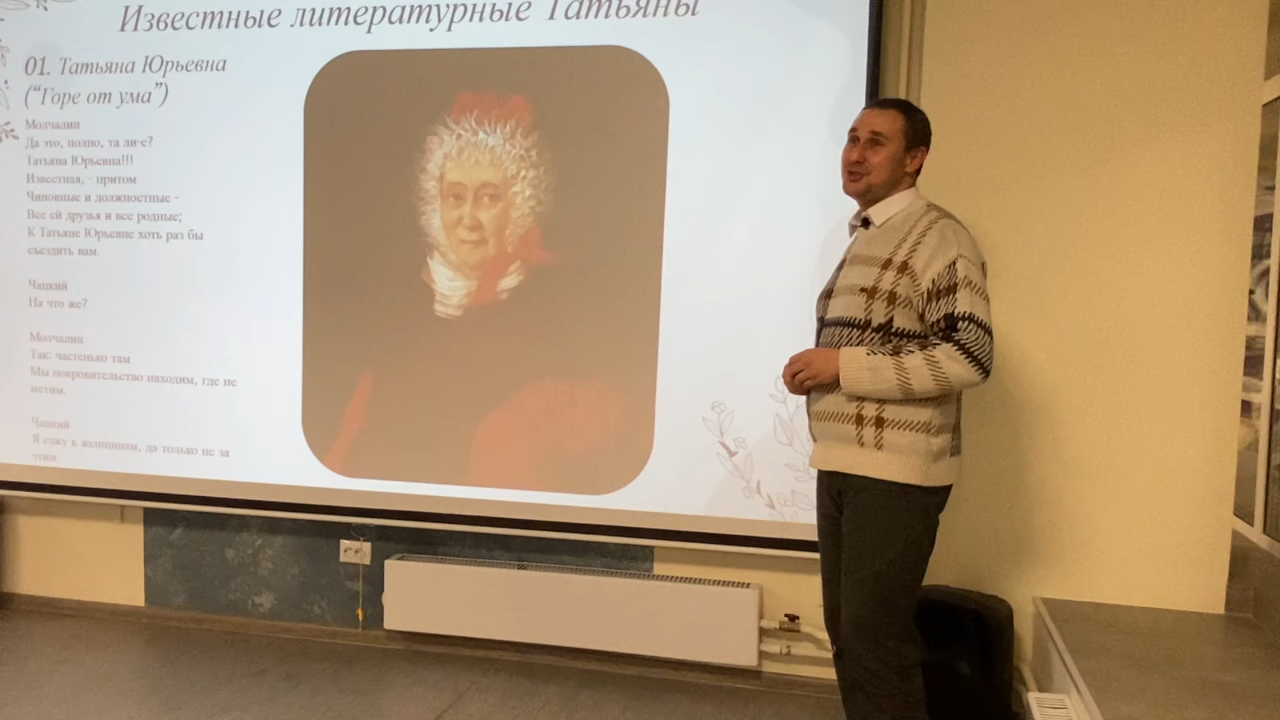 Известные литературные Татьяны
01. Татьяна Юрьевна
("Горе от ума")
Молчалин
Да это, полно, та ли-с?
Татьяна Юрьевна!!!
Известная, - притом
Чиновные и должностные -
Все ей друзья и все родные;
К Татьяне Юрьевне хоть раз бы
съездить вам.
Чацкий
На что же?
Молчалин
Так: частенько там
Мы покровительство находим, где не
метим.
Чацкий
Я езжу к женщинам, да только не за
этим.